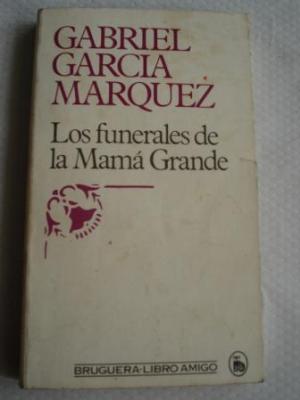 GABRIEL
GARCIA
MARQUEZ
Los funerales de
la Mamá Grande
BRUGUERA-LIBRO AMIGO